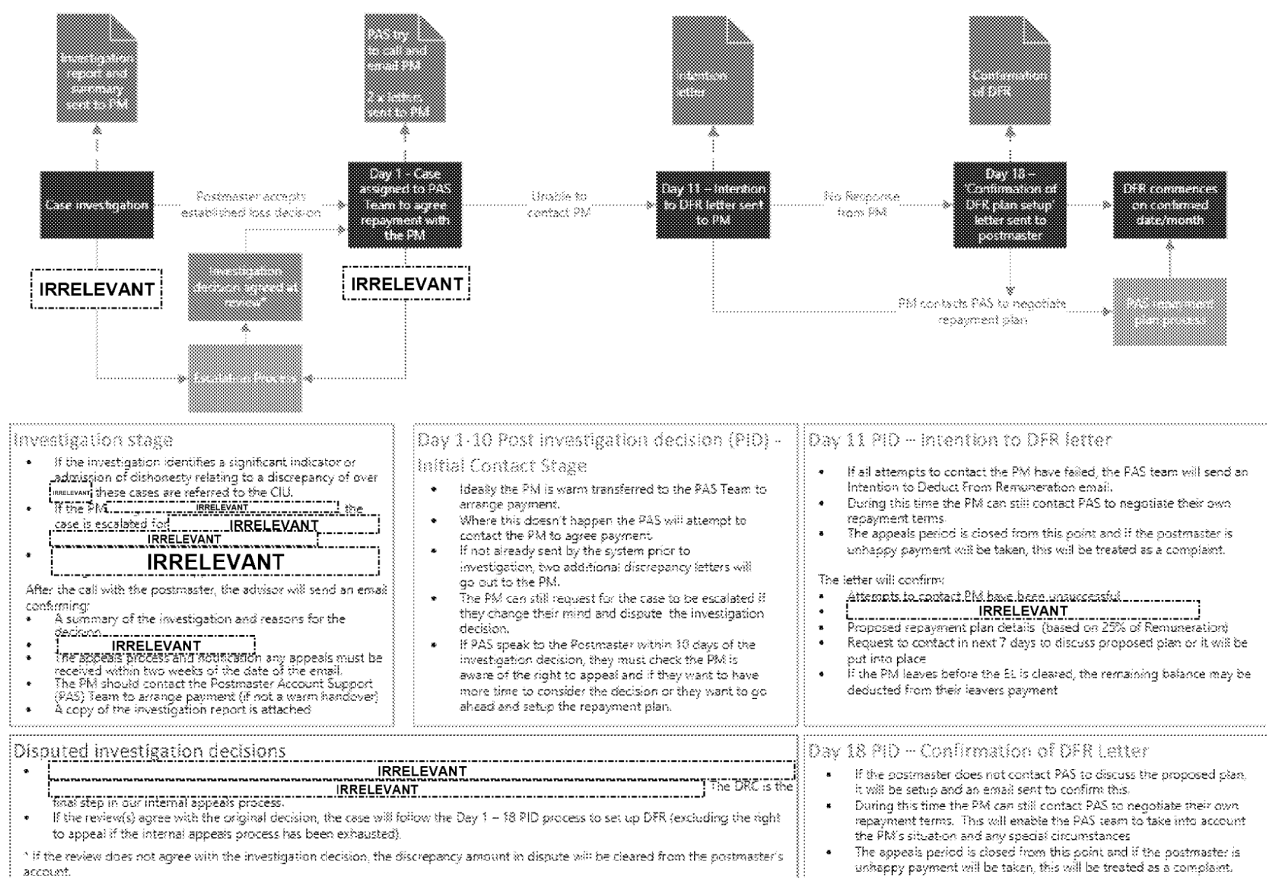 Investigation
report and
summary
sent to PM
PAS try
to call and
email PM
2 x letters
sent to PM
Intention
letter
Confirmation
of DFR
Case investigation
Postmaster accepts
established loss decision
Day 1 - Case
assigned to PAS
Team to agree
repayment with
the PM
Unable to
contact PM
Day 11 – Intention
to DFR letter sent
to PM
No Response
from PM
Day 18 –
'Confirmation of
DFR plan setup'
letter sent to
postmaster
DFR commences
on confirmed
date/month
IRRELEVANT
Investigation
decision agreed at
review*
IRRELEVANT
PM contacts PAS to negotiate
repayment plan
PAS repayment
plan process
Escalation Process
Investigation stage
• If the investigation identifies a significant indicator or
admission of dishonesty relating to a discrepancy of over
IRRELEVANT these cases are referred to the CIU.
• If the PM IRRELEVANT the
case is escalated for IRRELEVANT
IRRELEVANT
• IRRELEVANT
After the call with the postmaster, the advisor will send an email
confirming:
• A summary of the investigation and reasons for the
decision
• IRRELEVANT
• The appeals process and notification any appeals must be
received within two weeks of the date of the email.
• The PM should contact the Postmaster Account Support
(PAS) Team to arrange payment (if not a warm handover)
• A copy of the investigation report is attached
Day 1-10 Post investigation decision (PID) -
Initial Contact Stage
• Ideally the PM is warm transferred to the PAS Team to
arrange payment.
• Where this doesn't happen the PAS will attempt to
contact the PM to agree payment.
• If not already sent by the system prior to
investigation, two additional discrepancy letters will
go out to the PM.
• The PM can still request for the case to be escalated if
they change their mind and dispute the investigation
decision.
• If PAS speak to the Postmaster within 10 days of the
investigation decision, they must check the PM is
aware of the right to appeal and if they want to have
more time to consider the decision or they want to go
ahead and setup the repayment plan.
Day 11 PID – Intention to DFR letter
• If all attempts to contact the PM have failed, the PAS team will send an
Intention to Deduct From Remuneration email.
• During this time the PM can still contact PAS to negotiate their own
repayment terms.
• The appeals period is closed from this point and if the postmaster is
unhappy payment will be taken, this will be treated as a complaint.
The letter will confirm:
• Attempts to contact PM have been unsuccessful
• IRRELEVANT
• Proposed repayment plan details (based on 25% of Remuneration)
• Request to contact in next 7 days to discuss proposed plan or it will be
put into place
• If the PM leaves before the EL is cleared, the remaining balance may be
deducted from their leavers payment
Disputed investigation decisions
• IRRELEVANT
IRRELEVANT The DRC is the
final step in our internal appeals process.
• If the review(s) agree with the original decision, the case will follow the Day 1 – 18 PID process to set up DFR (excluding the right
to appeal if the internal appeals process has been exhausted).
* If the review does not agree with the investigation decision, the discrepancy amount in dispute will be cleared from the postmaster's
account.
Day 18 PID – Confirmation of DFR Letter
• If the postmaster does not contact PAS to discuss the proposed plan,
it will be setup and an email sent to confirm this.
• During this time the PM can still contact PAS to negotiate their own
repayment terms. This will enable the PAS team to take into account
the PM's situation and any special circumstances
• The appeals period is closed from this point and if the postmaster is
unhappy payment will be taken, this will be treated as a complaint.